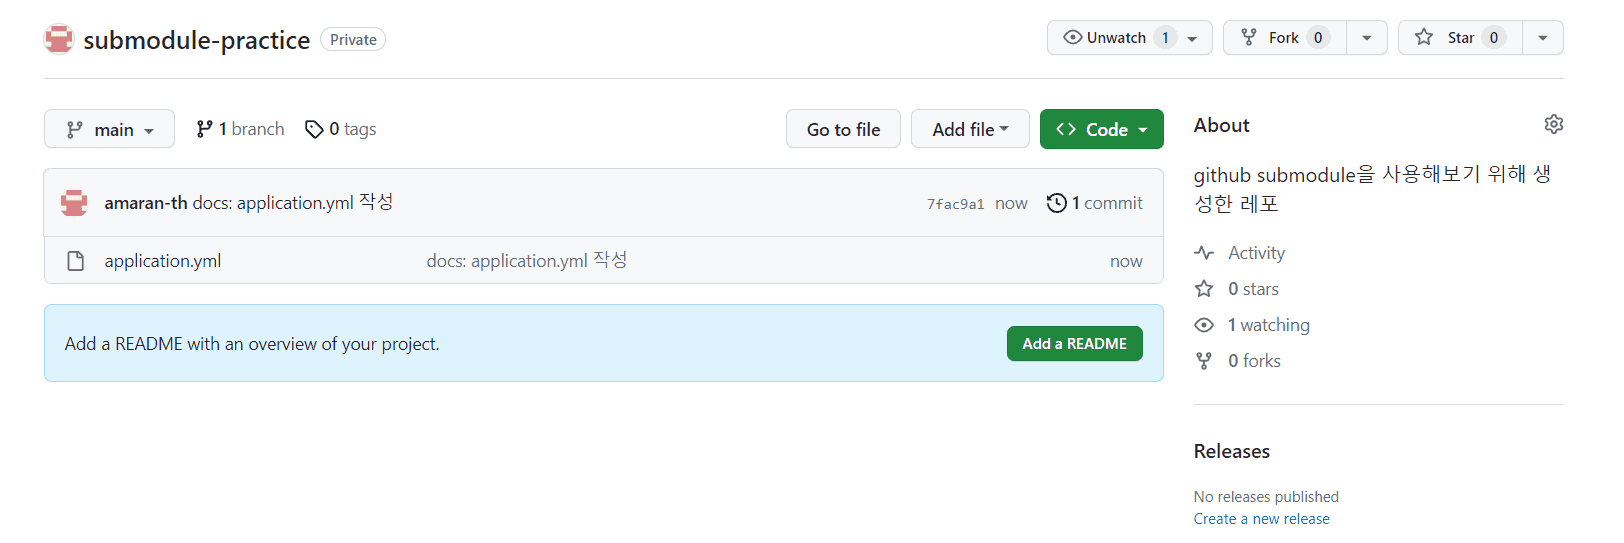 submodule-practice Private Unwatch 1 Fork 0 Star 0
main 1 branch 0 tags Go to file Add file Code
amaran-th docs: application.yml 작성 7fac9a1 now 1 commit
application.yml docs: application.yml 작성 now
Add a README with an overview of your project. Add a README
About
github submodule을 사용해보기 위해 생
성한 레포
Activity
0 stars
1 watching
0 forks
Releases
No releases published
Create a new release